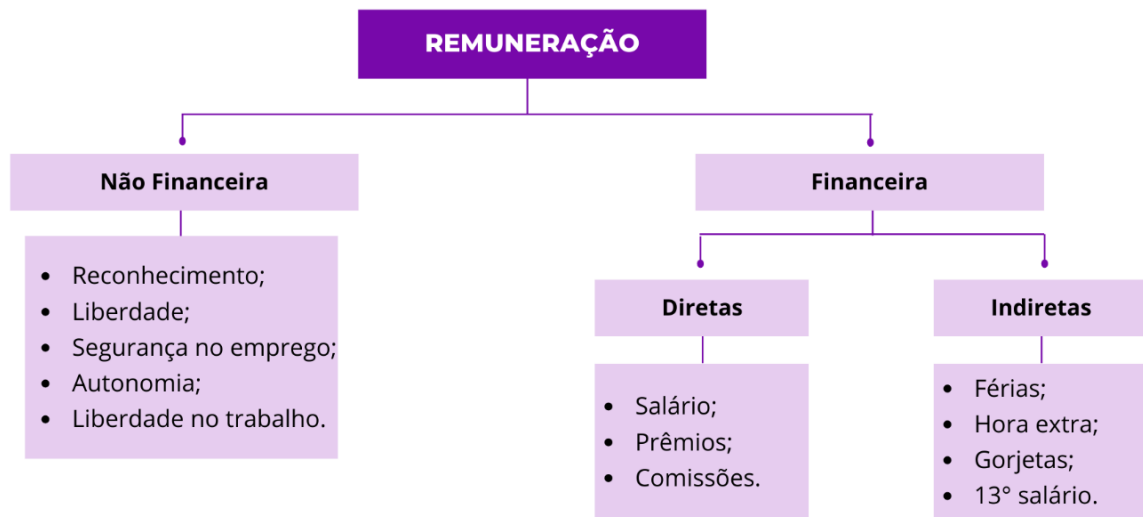 REMUNERAÇÃO
Não Financeira
• Reconhecimento;
• Liberdade;
• Segurança no emprego;
• Autonomia;
• Liberdade no trabalho.
Financeira
Diretas
• Salário;
• Prêmios;
• Comissões.
Indiretas
• Férias;
• Hora extra;
• Gorjetas;
• 13° salário.